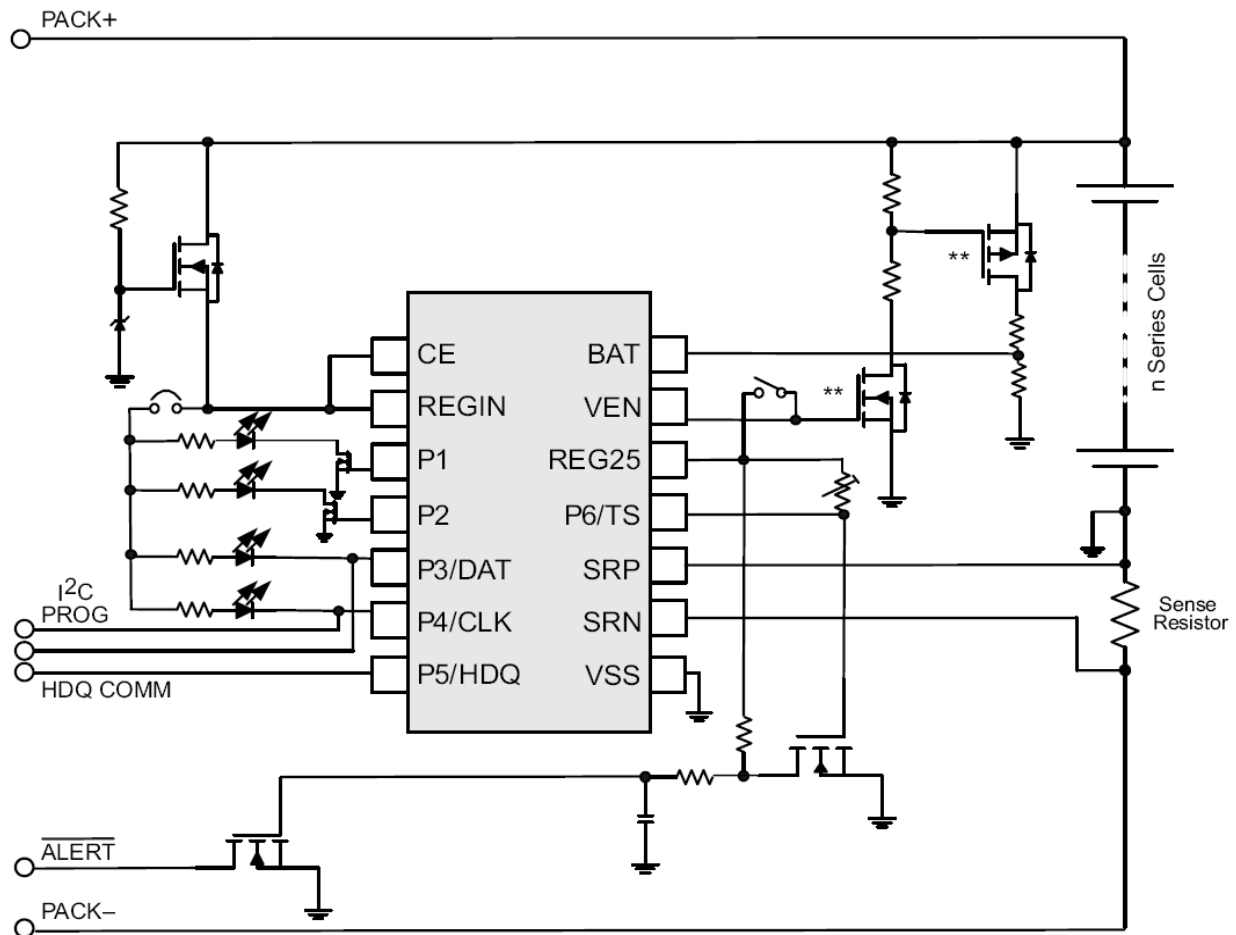 PACK+
**
n Series Cells
CE
BAT
**
REGIN
VEN
P1
REG25
P2
P6/TS
P3/DAT
SRP
I²C
PROG
P4/CLK
SRN
Sense
Resistor
P5/HDQ
VSS
HDQ COMM
ALERT
PACK–